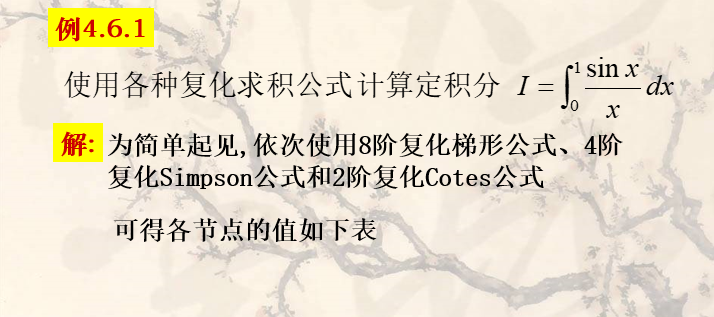 例4.6.1
使用各种复化求积公式计算定积分 I = ∫₀¹ sin x / x dx
解: 为简单起见,依次使用8阶复化梯形公式、4阶
复化Simpson公式和2阶复化Cotes公式
可得各节点的值如下表